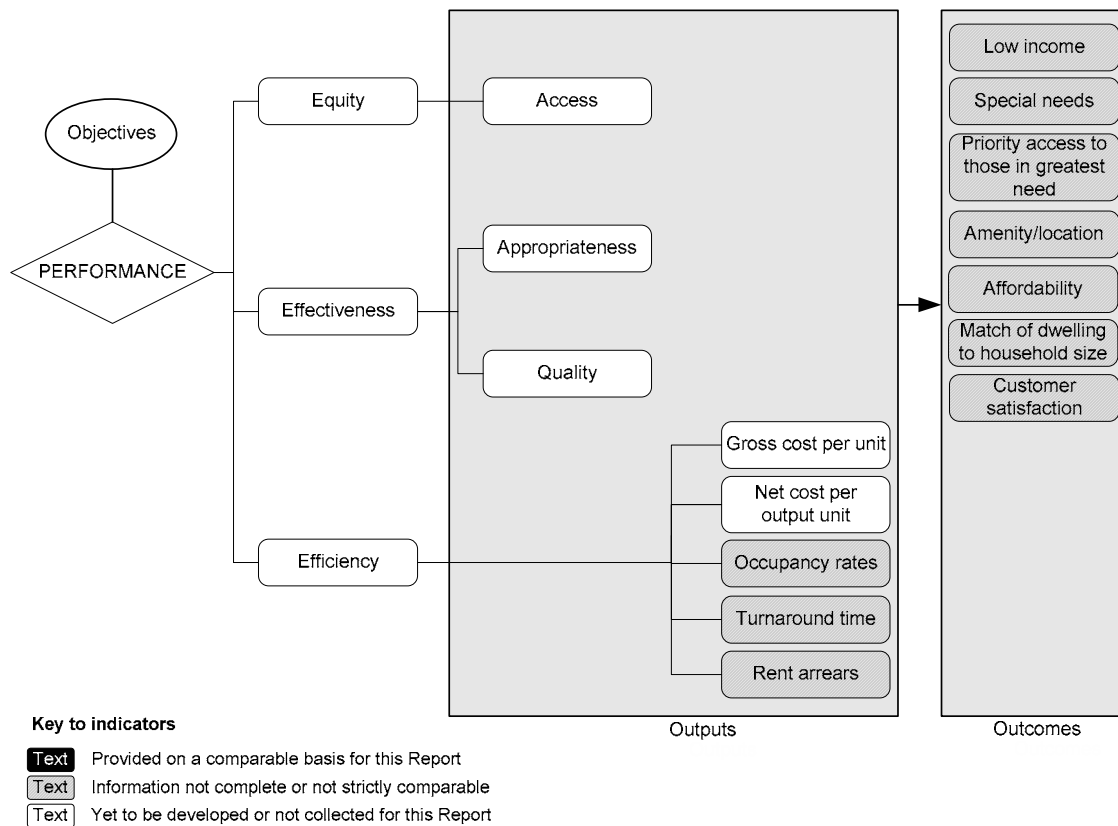 Objectives
PERFORMANCE
Equity
Effectiveness
Efficiency
Access
Appropriateness
Quality
Gross cost per unit
Net cost per
output unit
Occupancy rates
Turnaround time
Rent arrears
Outputs
Low income
Special needs
Priority access to
those in greatest
need
Amenity/location
Affordability
Match of dwelling
to household size
Customer
satisfaction
Outcomes
Key to indicators
Text Provided on a comparable basis for this Report
Text Information not complete or not strictly comparable
Text Yet to be developed or not collected for this Report